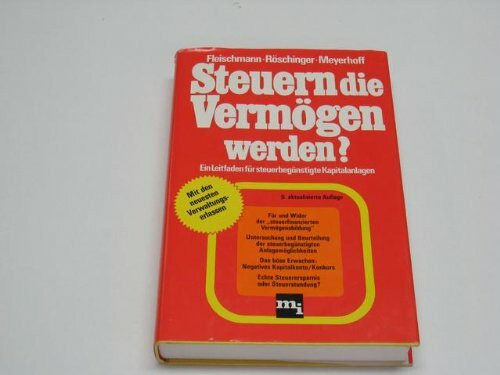 Fleischmann·Röschinger·Meyerhoff
Steuern die
Vermögen
werden?
Ein Leitfaden für steuerbegünstigte Kapitalanlagen
Mit den
neuesten
Verwaltungs-
erlassen
aktualisierte Auflage
Für und Wider
der „steuerfinanzierten
Vermögensbildung"
Untersuchung und Beurteilung
der steuerbegünstigten
Anlagemöglichkeiten
Das böse Erwachen:
Negatives Kapitalkonto/Konkurs
Echte Steuerersparnis
oder Steuerstundung?
mi